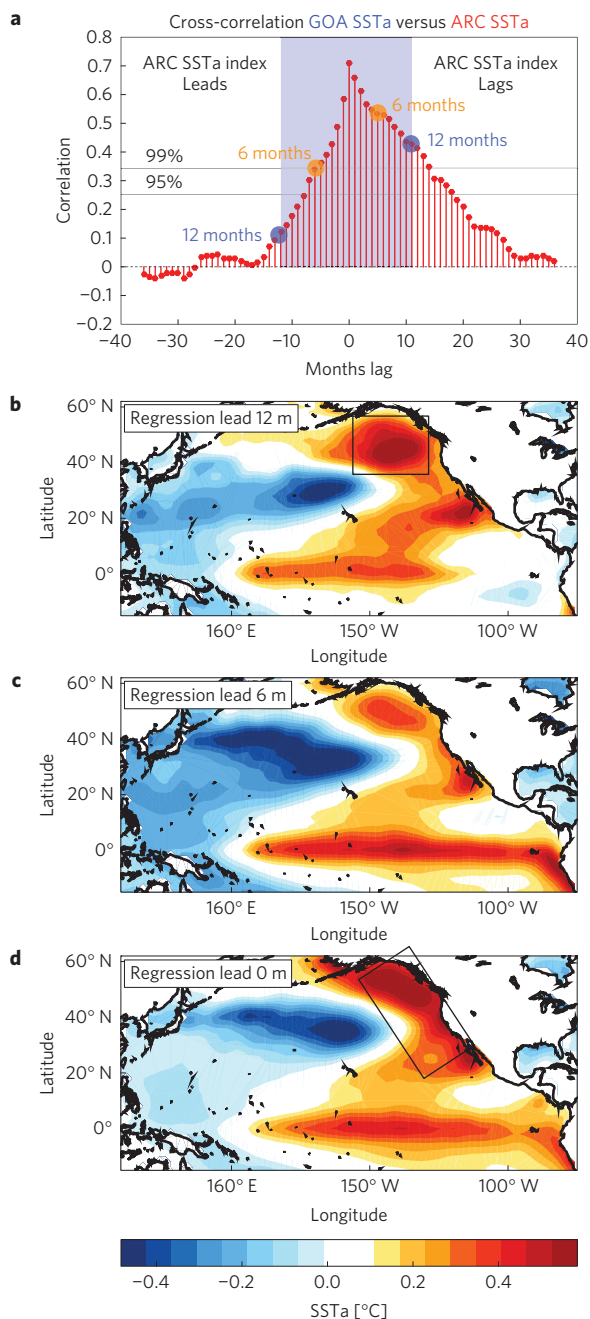 a
Cross-correlation GOA SSTa versus ARC SSTa
0.8
0.7
0.6
0.5
0.4
0.3
0.2
0.1
0
−0.1
−0.2
Correlation
ARC SSTa index
Leads
ARC SSTa index
Lags
6 months
12 months
99%
6 months
95%
12 months
−40 −30 −20 −10 0 10 20 30 40
Months lag
b
Regression lead 12 m
60° N
40° N
20° N
0°
Latitude
160° E 150° W 100° W
Longitude
c
Regression lead 6 m
60° N
40° N
20° N
0°
Latitude
160° E 150° W 100° W
Longitude
d
Regression lead 0 m
60° N
40° N
20° N
0°
Latitude
160° E 150° W 100° W
Longitude
−0.4 −0.2 0.0 0.2 0.4
SSTa [°C]